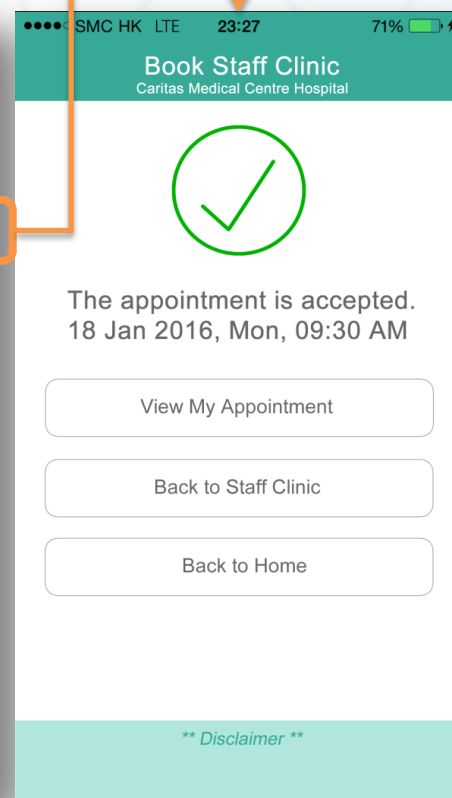 SMC HK LTE 23:27 71%
Book Staff Clinic
Caritas Medical Centre Hospital
The appointment is accepted.
18 Jan 2016, Mon, 09:30 AM
View My Appointment
Back to Staff Clinic
Back to Home
** Disclaimer **